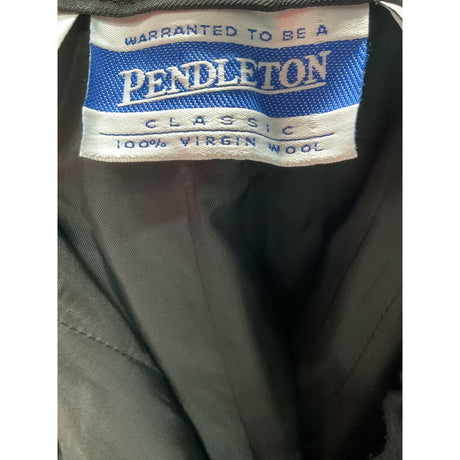 WARRANTED TO BE A
PENDLETON
CLASSIC
100% VIRGIN WOOL